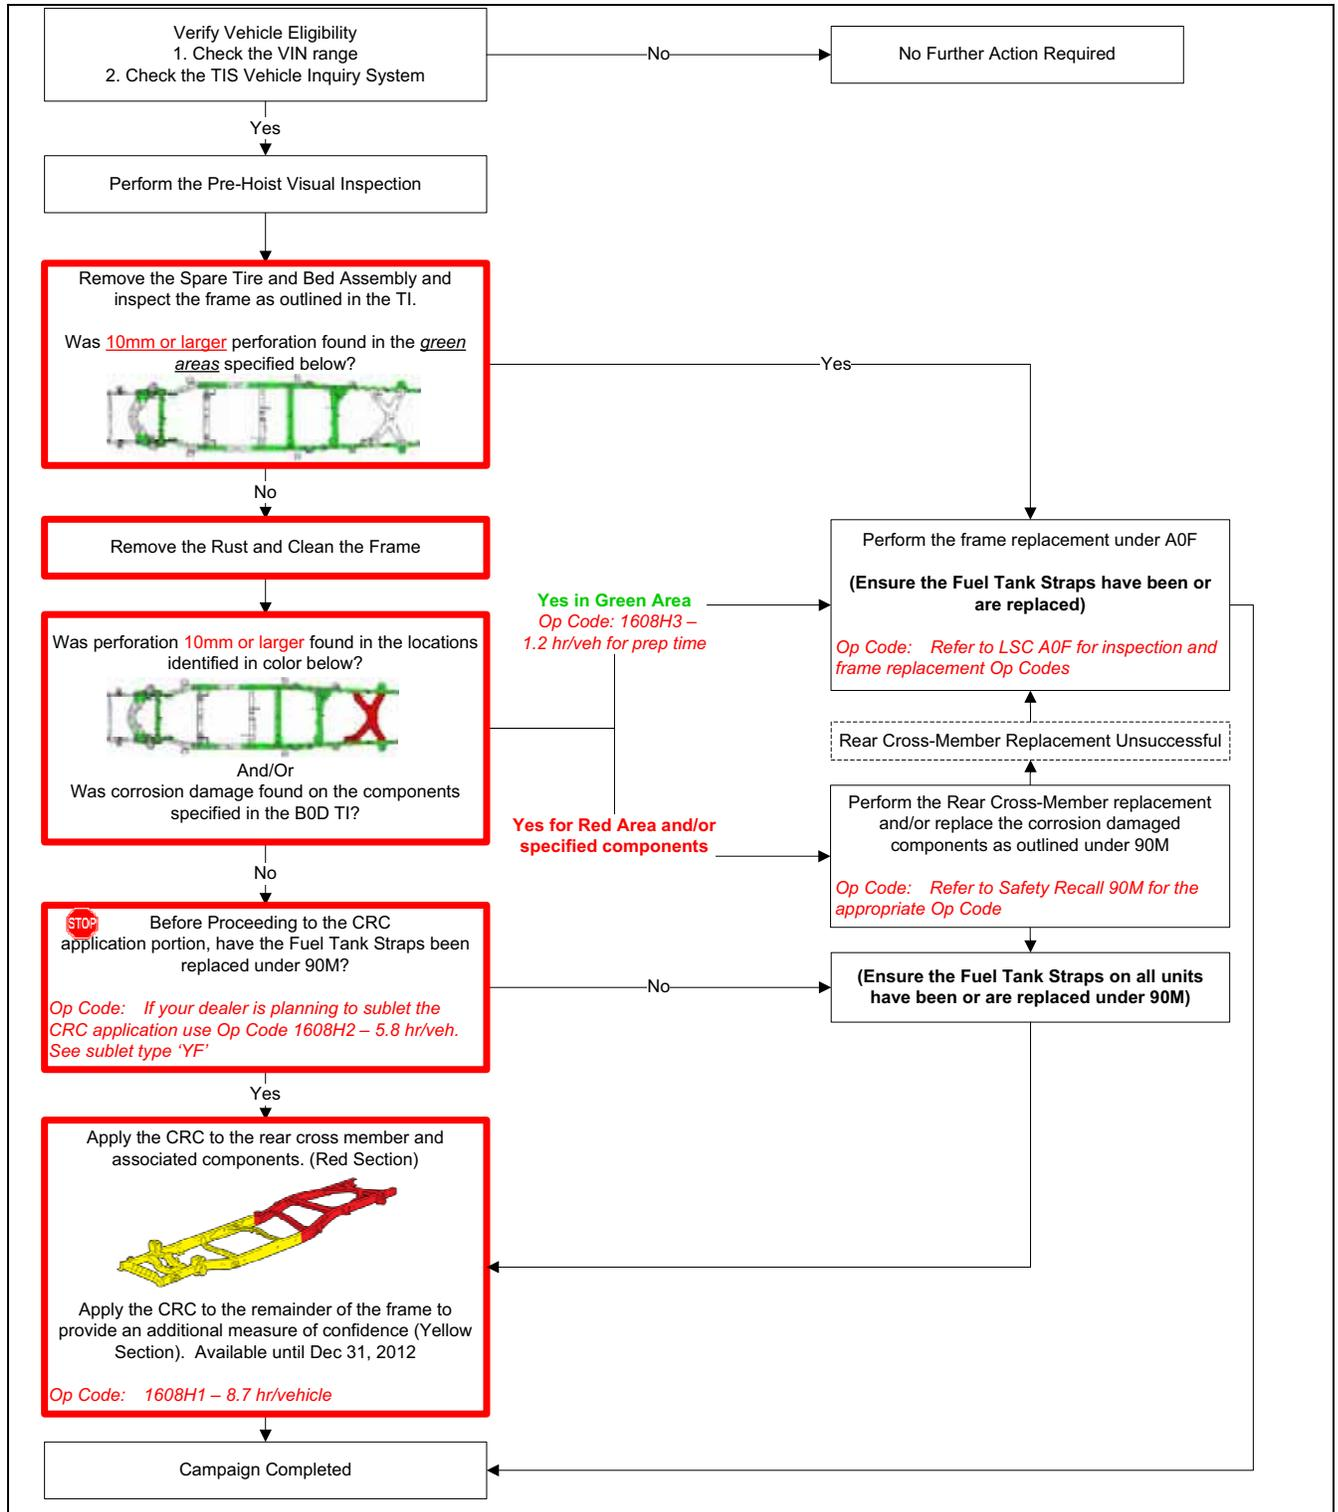 Verify Vehicle Eligibility
1. Check the VIN range
2. Check the TIS Vehicle Inquiry System
No
No Further Action Required
Yes
Perform the Pre-Hoist Visual Inspection
Remove the Spare Tire and Bed Assembly and
inspect the frame as outlined in the TI.
Was 10mm or larger perforation found in the green
areas specified below?
Yes
No
Remove the Rust and Clean the Frame
Perform the frame replacement under A0F
(Ensure the Fuel Tank Straps have been or
are replaced)
Op Code: Refer to LSC A0F for inspection and
frame replacement Op Codes
Yes in Green Area
Op Code: 1608H3 –
1.2 hr/veh for prep time
Was perforation 10mm or larger found in the locations
identified in color below?
And/Or
Was corrosion damage found on the components
specified in the B0D TI?
Rear Cross-Member Replacement Unsuccessful
Yes for Red Area and/or
specified components
Perform the Rear Cross-Member replacement
and/or replace the corrosion damaged
components as outlined under 90M
Op Code: Refer to Safety Recall 90M for the
appropriate Op Code
No
STOP
Before Proceeding to the CRC
application portion, have the Fuel Tank Straps been
replaced under 90M?
Op Code: If your dealer is planning to sublet the
CRC application use Op Code 1608H2 – 5.8 hr/veh.
See sublet type ‘YF’
No
(Ensure the Fuel Tank Straps on all units
have been or are replaced under 90M)
Yes
Apply the CRC to the rear cross member and
associated components. (Red Section)
Apply the CRC to the remainder of the frame to
provide an additional measure of confidence (Yellow
Section). Available until Dec 31, 2012
Op Code: 1608H1 – 8.7 hr/vehicle
Campaign Completed